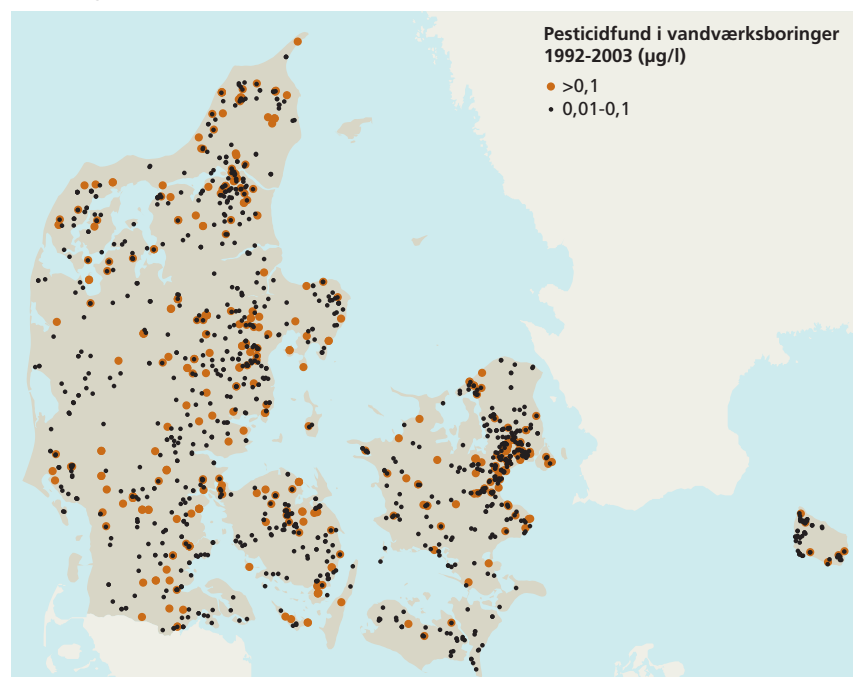 Pesticidfund i vandværksboringer
1992-2003 (µg/l)
>0,1
0,01-0,1